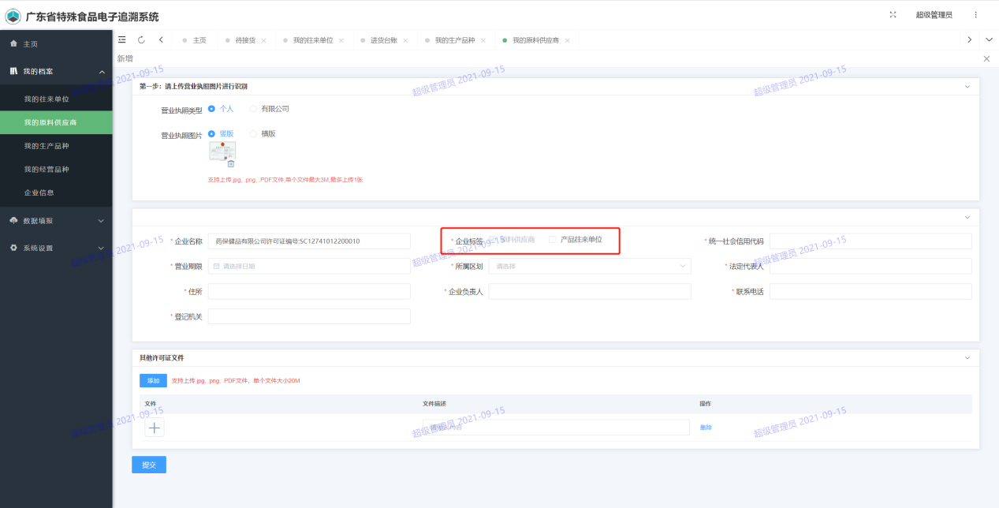 广东省特殊食品电子追溯系统
超级管理员
主页
待接货
我的往来单位
进货台账
我的生产品种
我的原料供应商
主页
我的档案
我的往来单位
我的原料供应商
我的生产品种
我的经营品种
企业信息
数据填报
系统设置
新增
第一步：请上传营业执照图片进行识别
营业执照类型 个人 有限公司
营业执照图片 竖版 横版
支持上传.jpg, .png, .PDF文件,单个文件最大3M,最多上传1张
* 企业名称 药保健品有限公司许可证编号:SC12741012200010
* 企业标签 原料供应商 产品往来单位
* 统一社会信用代码
* 营业期限 请选择日期
* 所属区划 请选择
* 法定代表人
* 住所
* 企业负责人
* 联系电话
* 登记机关
其他许可证文件
添加 支持上传.jpg, .png, .PDF文件，单个文件大小20M
文件 文件描述 操作
请输入内容 删除
提交
超级管理员 2021-09-15
超级管理员 2021-09-15
超级管理员 2021-09-15
超级管理员 2021-09-15
超级管理员 2021-09-15
超级管理员 2021-09-15
超级管理员 2021-09-15
超级管理员 2021-09-15
超级管理员 2021-09-15